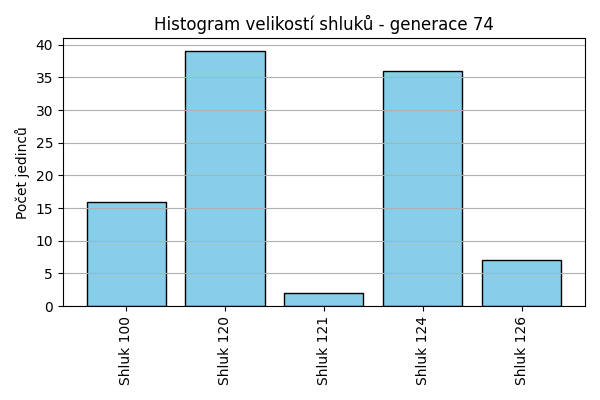 Histogram velikostí shluků - generace 74
Počet jedinců
40
35
30
25
20
15
10
5
0
Shluk 100
Shluk 120
Shluk 121
Shluk 124
Shluk 126